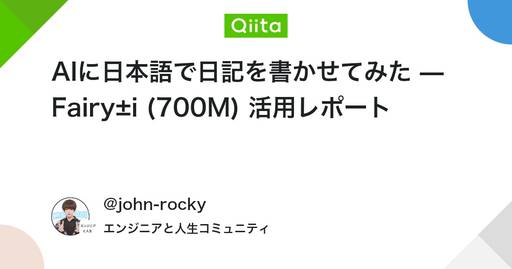 Qiita
AIに日本語で日記を書かせてみた —
Fairy±i (700M) 活用レポート
@john-rocky
エンジニアと人生コミュニティ